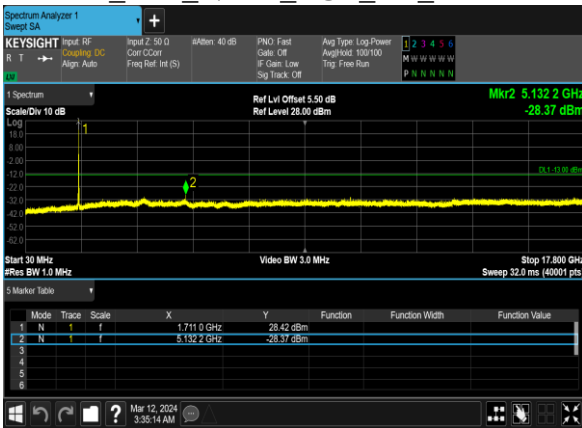 Spectrum Analyzer 1
Swept SA
KEYSIGHT Input: RF Input Z: 50 Ω #Atten: 40 dB PNO: Fast Avg Type: Log-Power 1 2 3 4 5 6
R T Coupling: DC Corr CCorr Gate: Off Avg|Hold: 100/100 M W W W W W
Align: Auto Freq Ref: Int (S) IF Gain: Low Trig: Free Run
LV Sig Track: Off P N N N N N
1 Spectrum Ref Lvl Offset 5.50 dB Mkr2 5.132 2 GHz
Scale/Div 10 dB Ref Level 28.00 dBm -28.37 dBm
Log
1
18.0
8.00
-2.00
-12.0 DL1 -13.00 dBm
-22.0 2
-32.0
-42.0
-52.0
-62.0
Start 30 MHz Video BW 3.0 MHz Stop 17.800 GHz
#Res BW 1.0 MHz Sweep 32.0 ms (40001 pts
5 Marker Table
Mode Trace Scale X Y Function Function Width Function Value
1 N 1 f 1.711 0 GHz 28.42 dBm
2 N 1 f 5.132 2 GHz -28.37 dBm
3
4
5
6
? Mar 12, 2024
3:35:14 AM